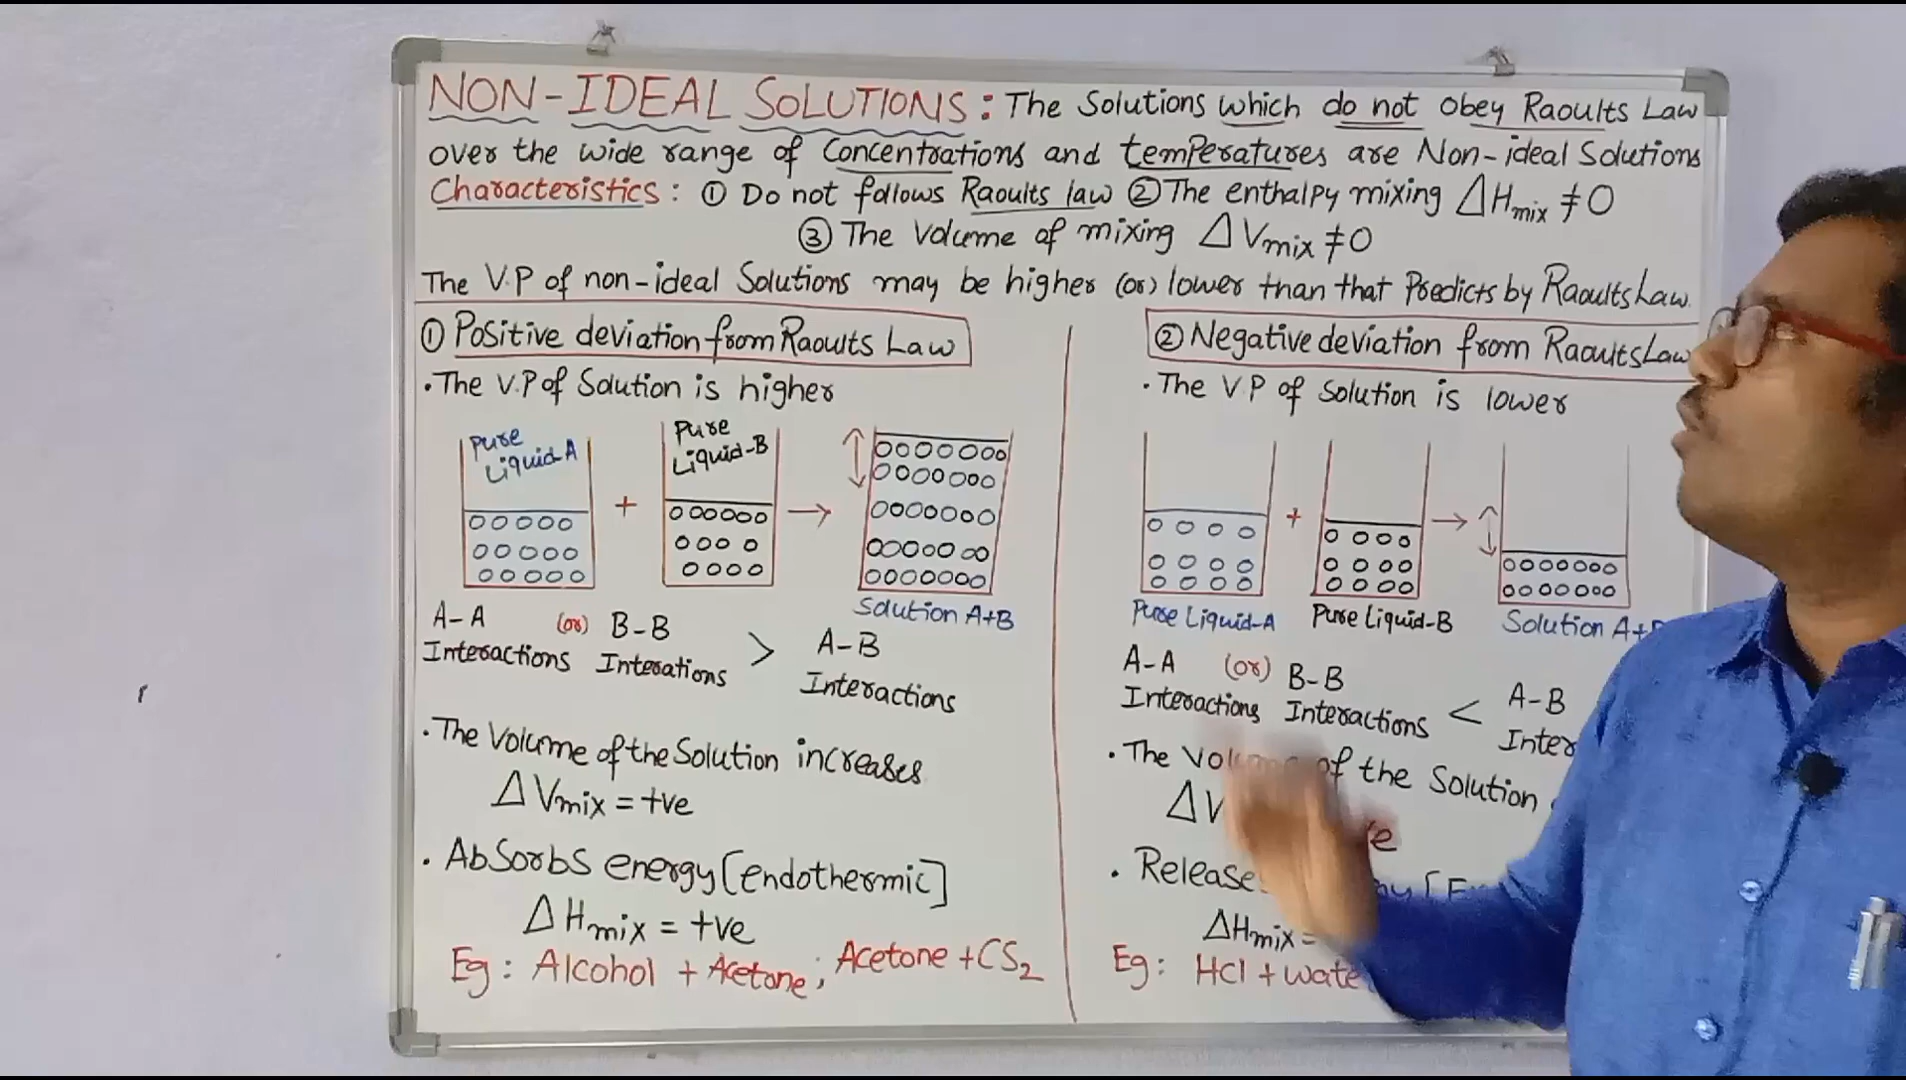 NON-IDEAL SOLUTIONS: The Solutions which do not obey Raoults Law
over the wide range of Concentrations and temperatures are Non-ideal Solutions
Characteristics: ① Do not follows Raoults law ② The enthalpy mixing ΔHmix ≠ 0
③ The Volume of mixing ΔVmix ≠ 0
The V.P of non-ideal Solutions may be higher (or) lower than that Predicts by Raoults Law.
① Positive deviation from Raoults Law
• The V.P of Solution is higher
Pure Liquid-A
Pure Liquid-B
+ →
Solution A+B
A-A Interactions (or) B-B Interations > A-B Interactions
• The Volume of the Solution increases
ΔVmix = +ve
• Absorbs energy [endothermic]
ΔHmix = +ve
Eg: Alcohol + Acetone; Acetone + CS2
② Negative deviation from Raoults Law
• The V.P of Solution is lower
+ →
Pure Liquid-A Pure Liquid-B Solution A+
A-A Interactions (or) B-B Interactions < A-B
• The of the Solution
ΔV
•
ΔHmix =
Eg: HCl +